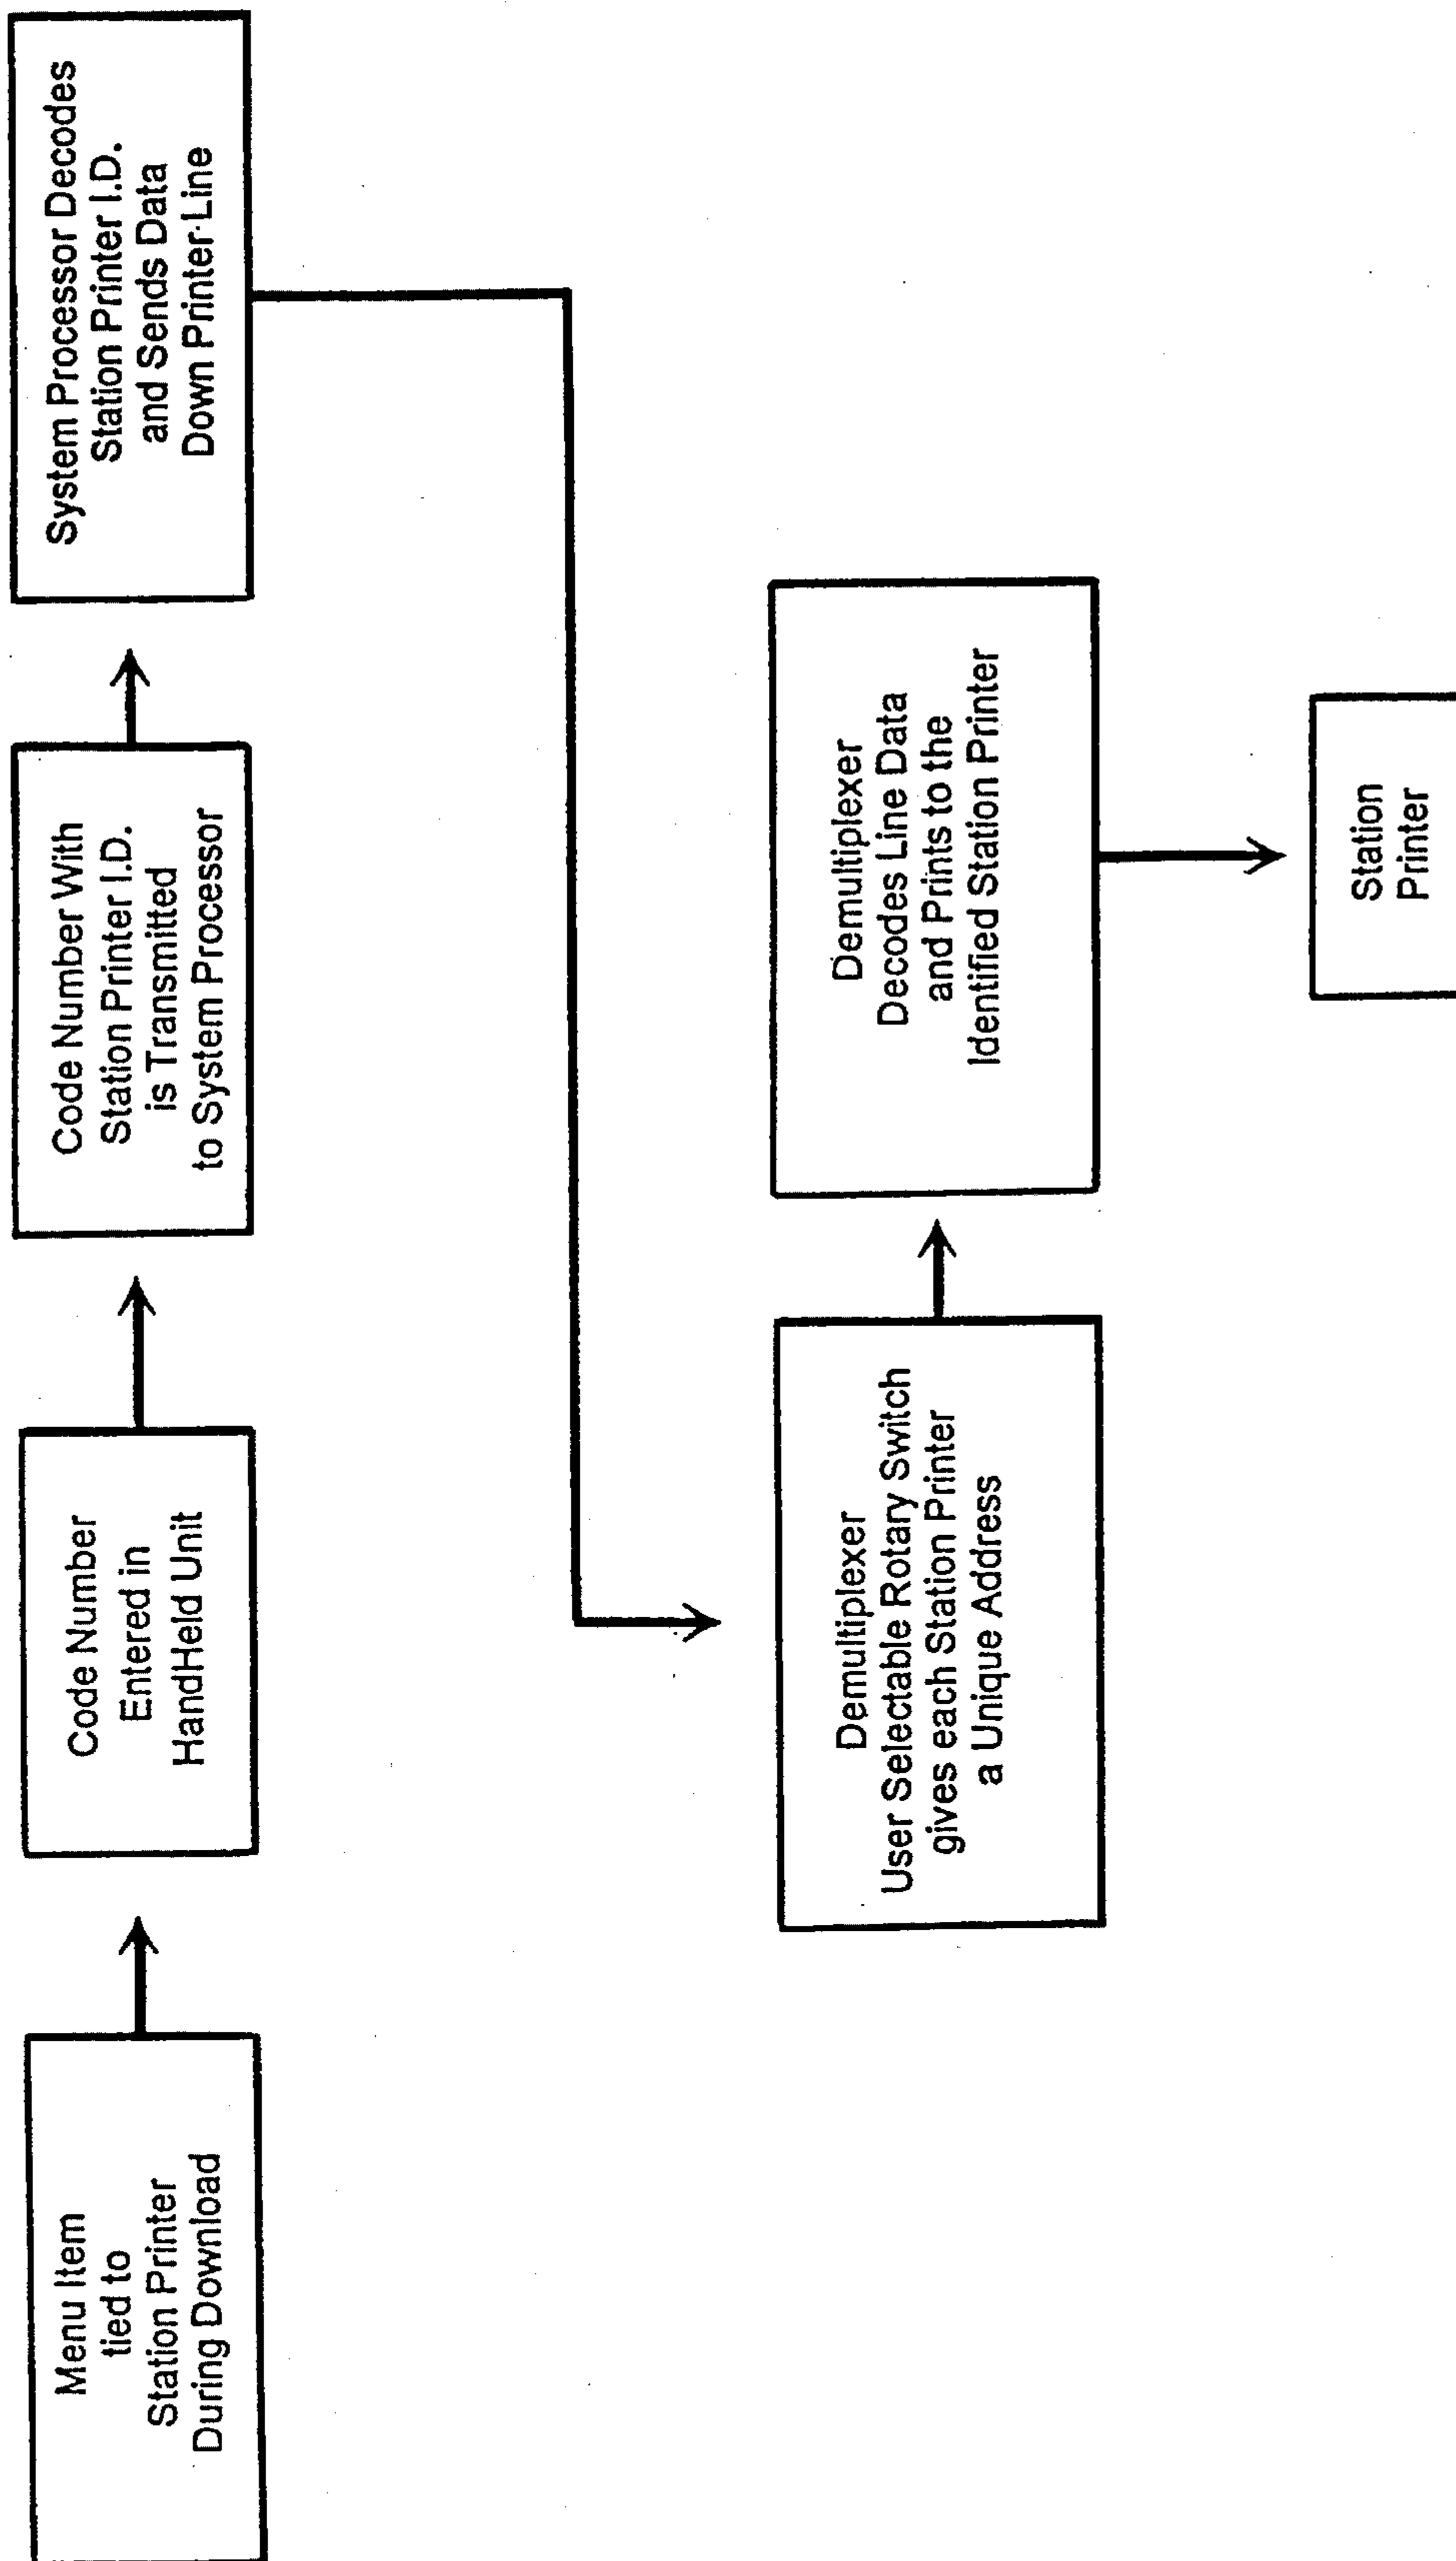 Menu Item
tied to
Station Printer
During Download
Code Number
Entered in
HandHeld Unit
Code Number With
Station Printer I.D.
is Transmitted
to System Processor
System Processor Decodes
Station Printer I.D.
and Sends Data
Down Printer Line
Demultiplexer
User Selectable Rotary Switch
gives each Station Printer
a Unique Address
Demultiplexer
Decodes Line Data
and Prints to the
Identified Station Printer
Station
Printer